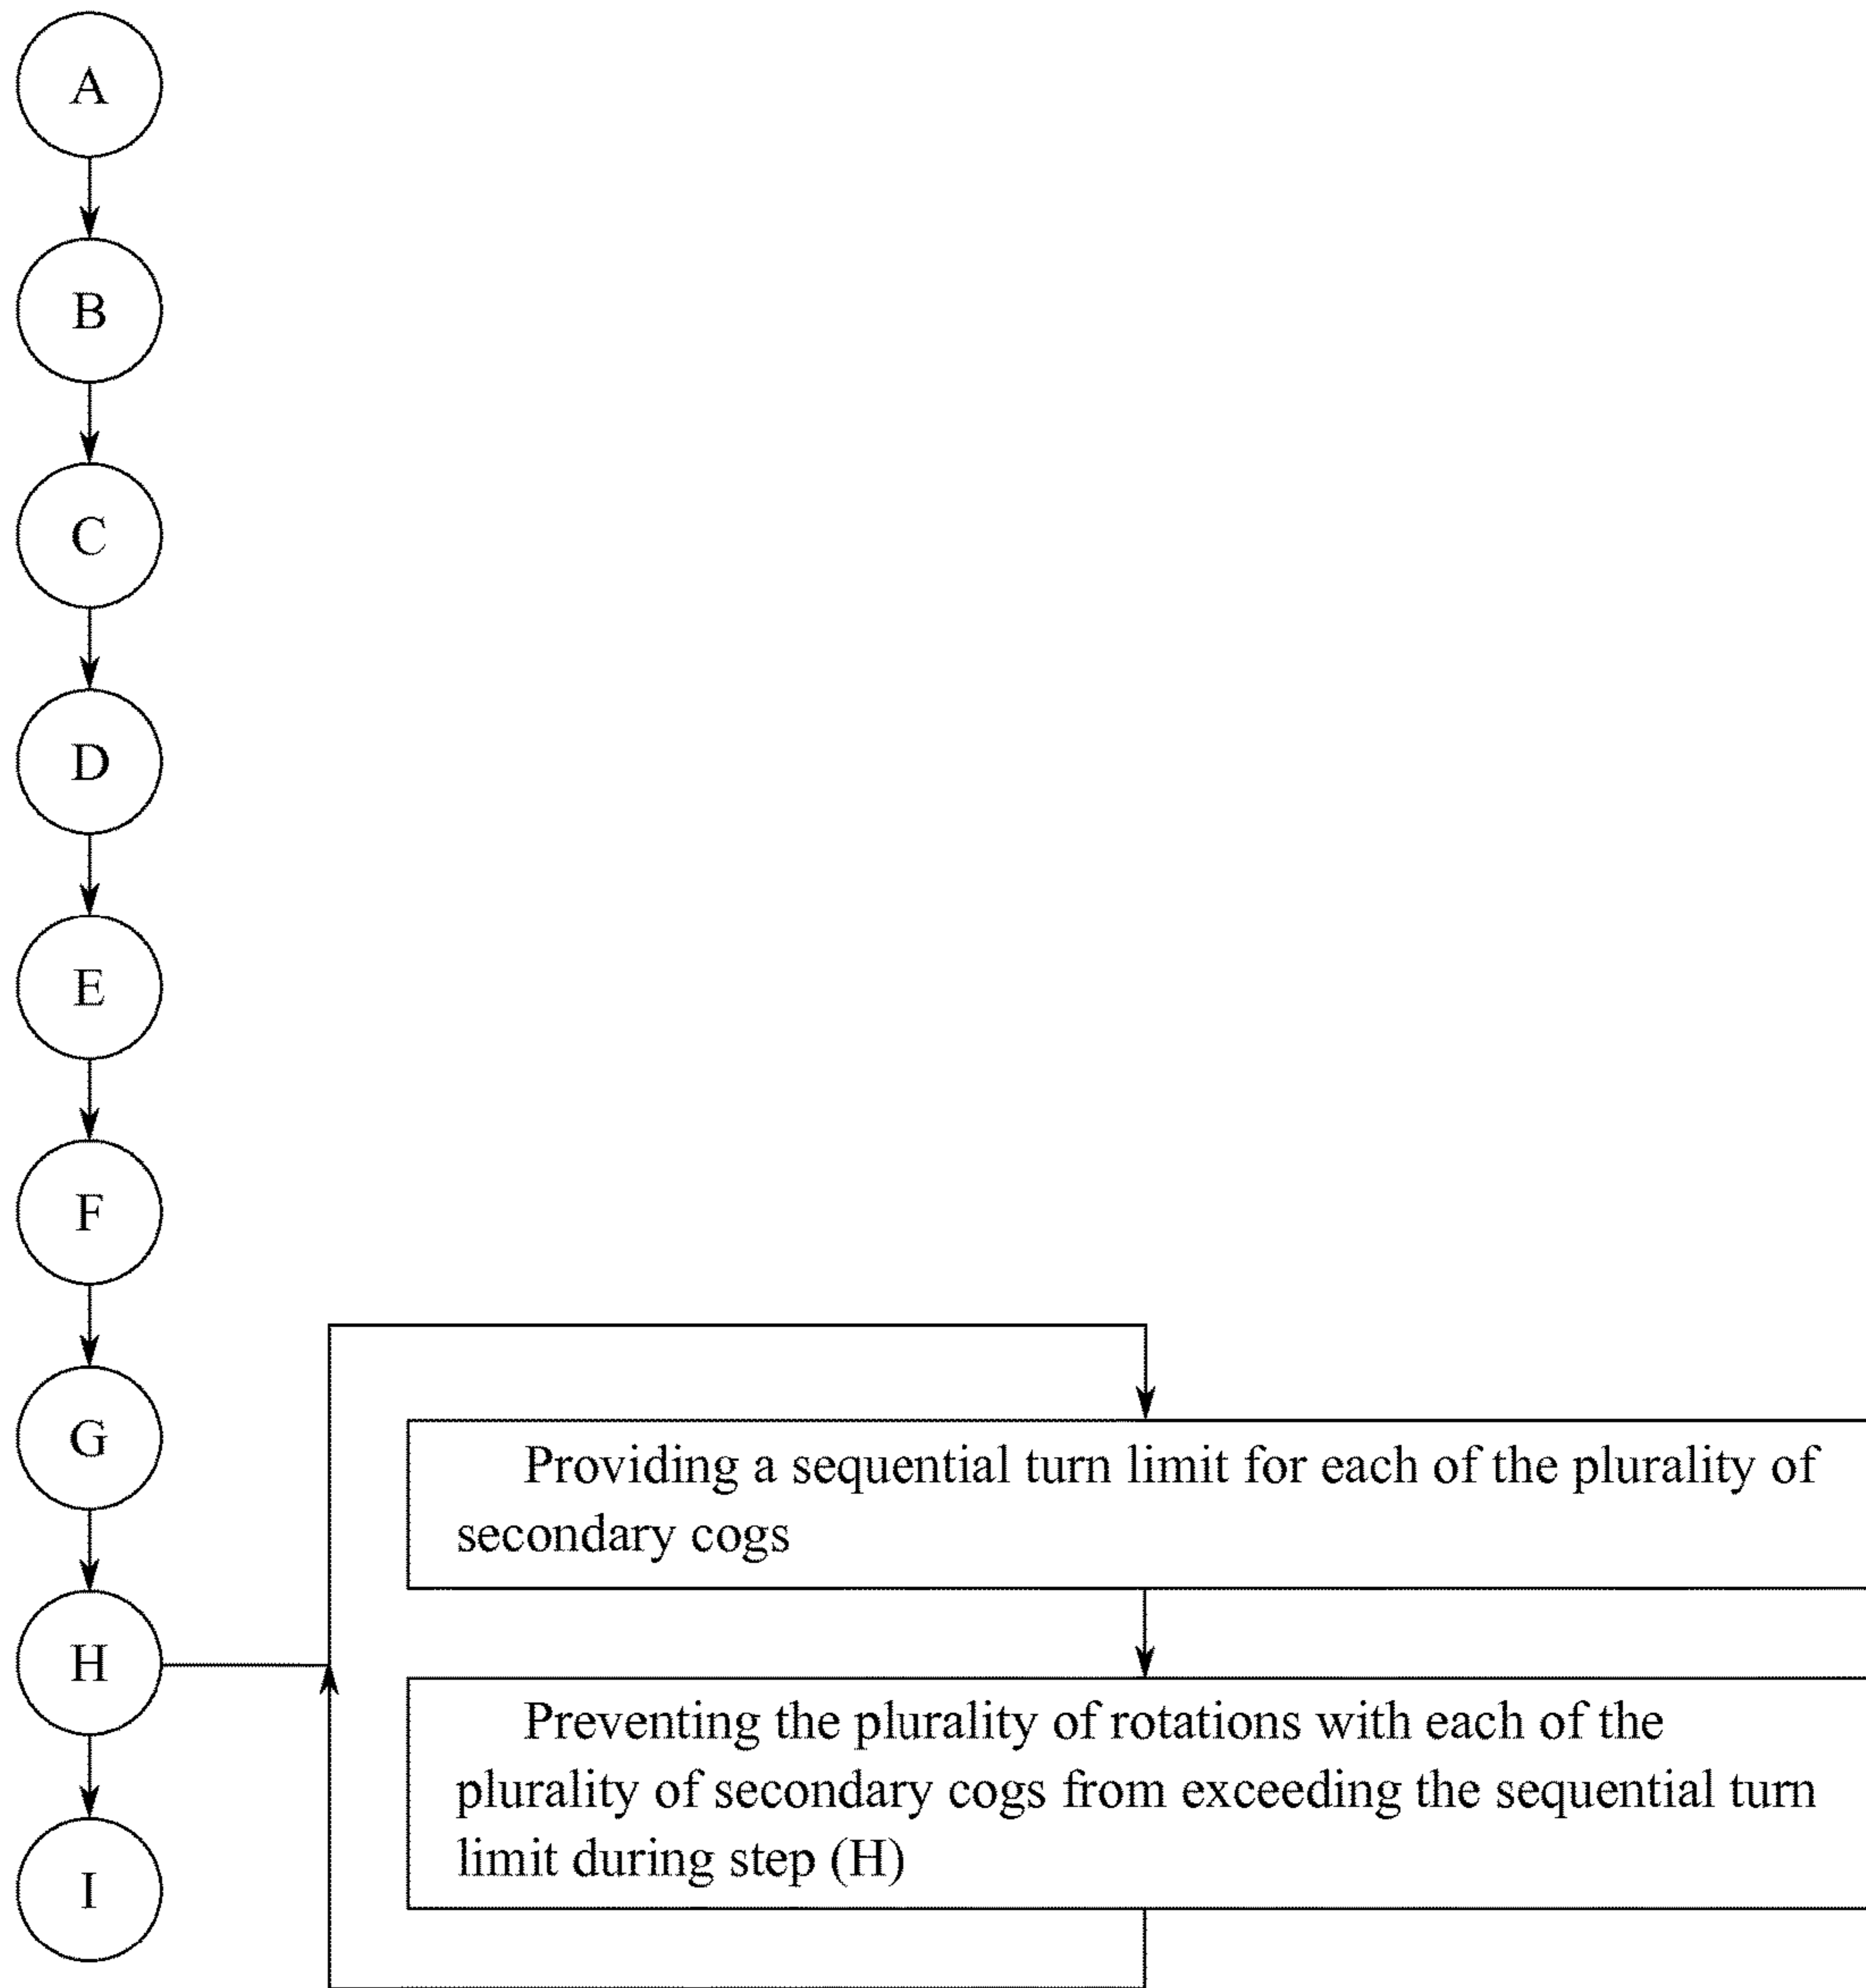 A
B
C
D
E
F
G
Providing a sequential turn limit for each of the plurality of
secondary cogs
H
Preventing the plurality of rotations with each of the
plurality of secondary cogs from exceeding the sequential turn
limit during step (H)
I